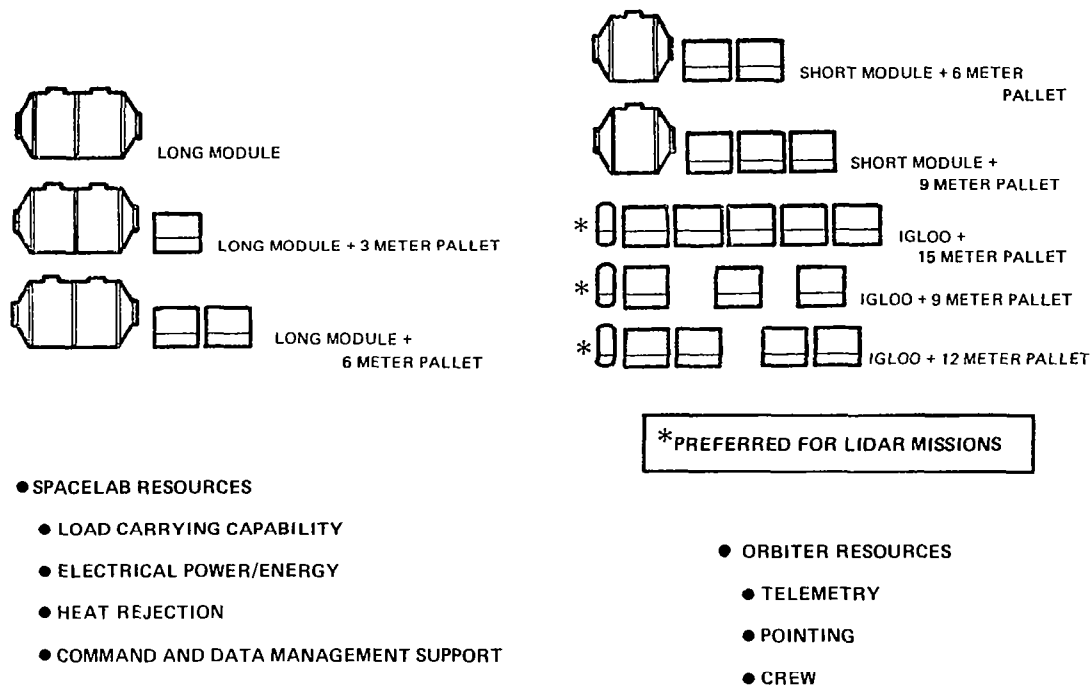 LONG MODULE
LONG MODULE + 3 METER PALLET
LONG MODULE +
6 METER PALLET
SHORT MODULE + 6 METER
PALLET
SHORT MODULE +
9 METER PALLET
* IGLOO +
15 METER PALLET
* IGLOO + 9 METER PALLET
* IGLOO + 12 METER PALLET
*PREFERRED FOR LIDAR MISSIONS
● SPACELAB RESOURCES
● LOAD CARRYING CAPABILITY
● ELECTRICAL POWER/ENERGY
● HEAT REJECTION
● COMMAND AND DATA MANAGEMENT SUPPORT
● ORBITER RESOURCES
● TELEMETRY
● POINTING
● CREW